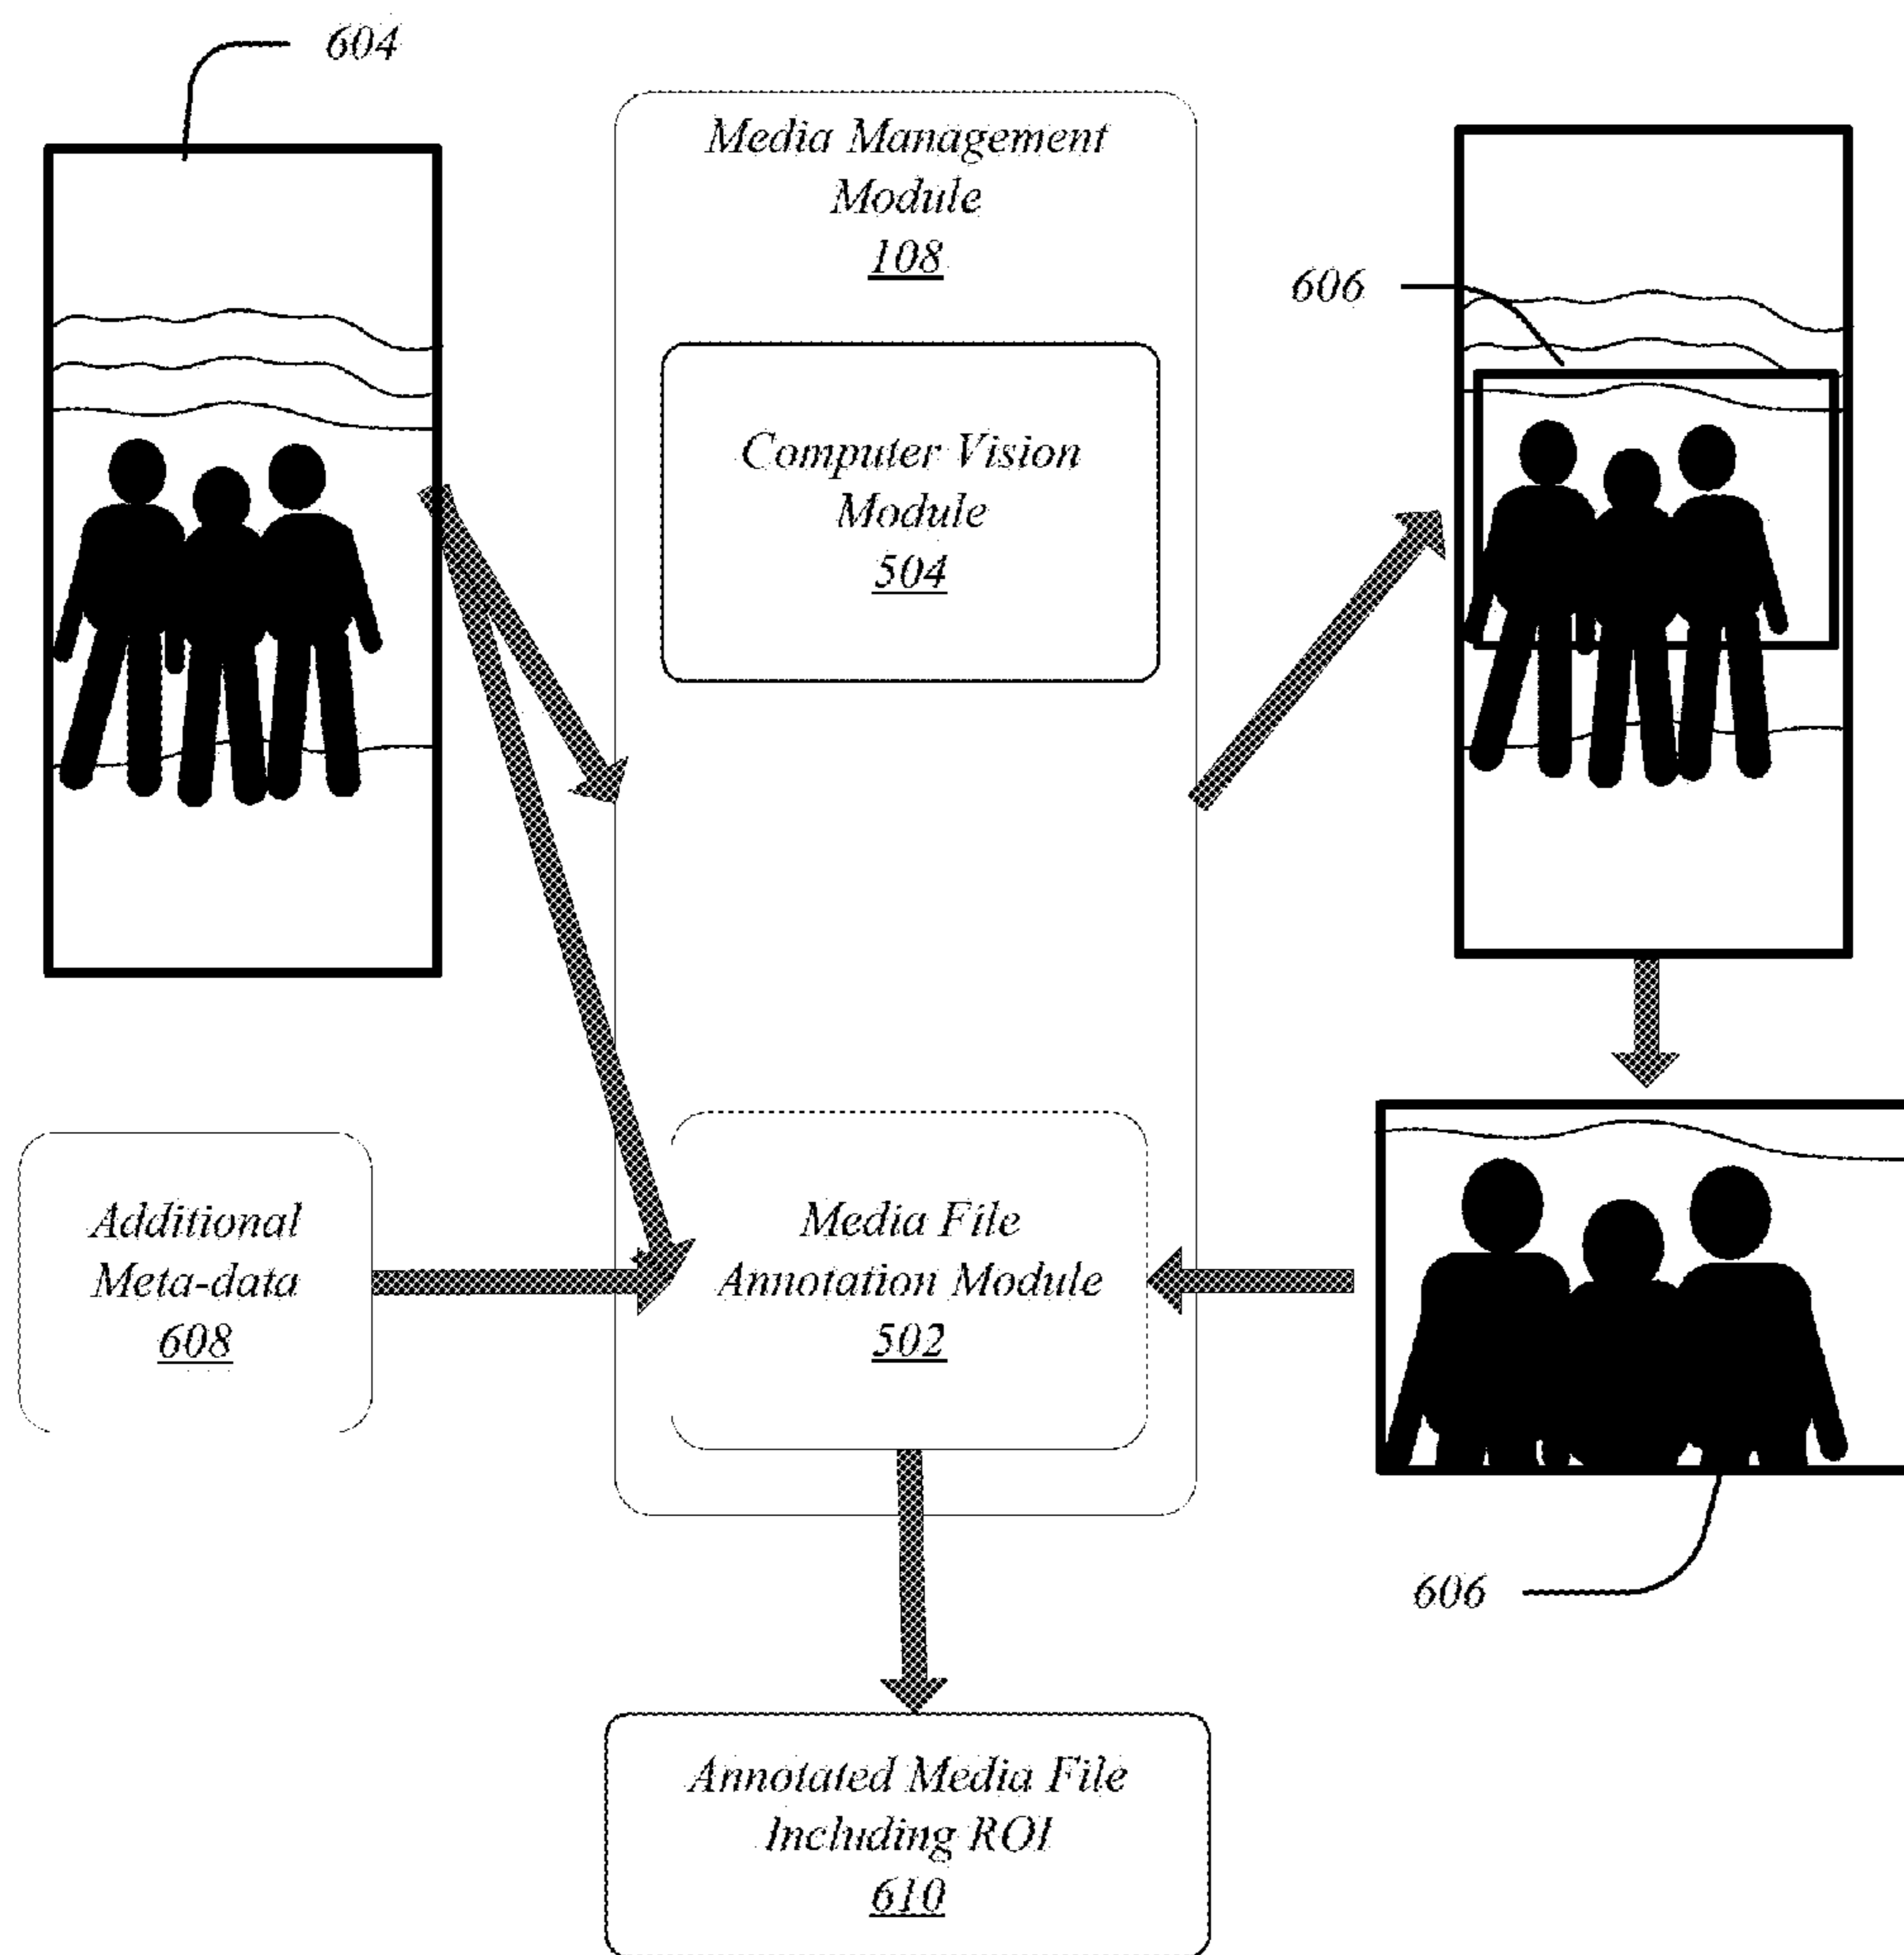 604
Media Management
Module
108
606
Computer Vision
Module
504
Additional
Meta-data
608
Media File
Annotation Module
502
606
Annotated Media File
Including ROI
610